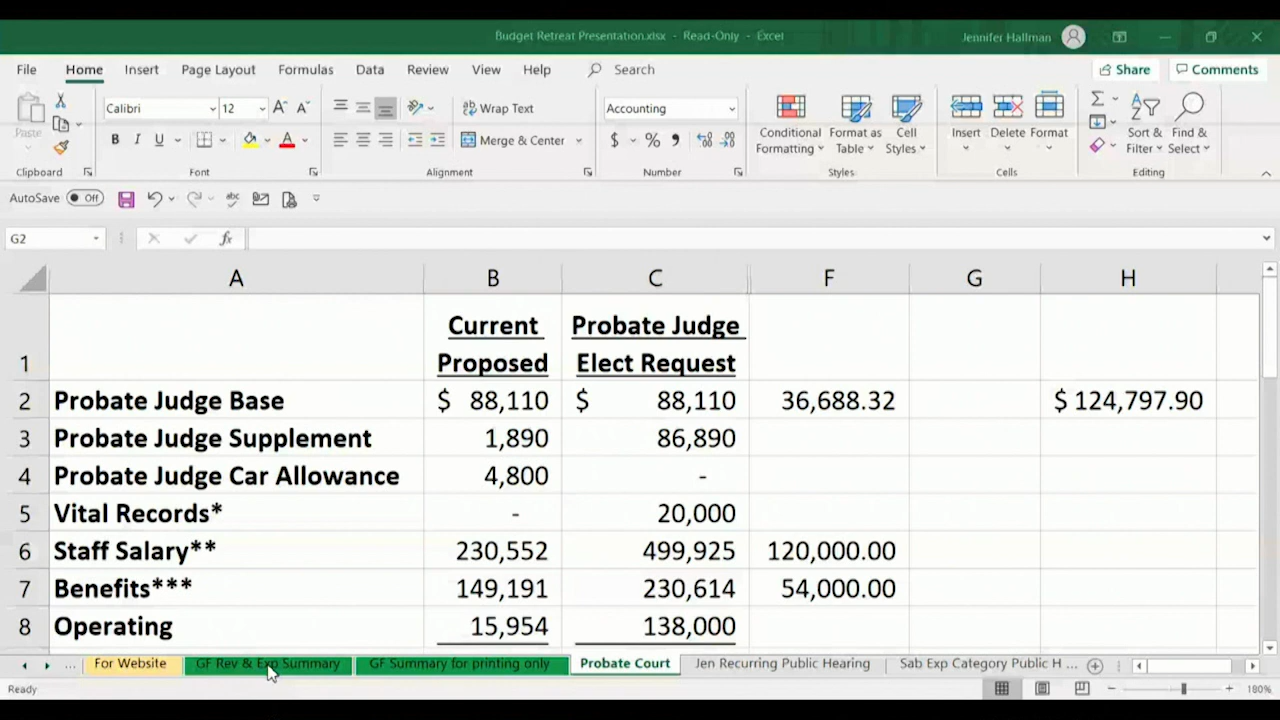 Budget Retreat Presentation.xlsx - Read-Only - Excel
Jennifer Hallman
File Home Insert Page Layout Formulas Data Review View Help Search Share Comments
Paste
Calibri 12
B I U
Wrap Text
Merge & Center
Accounting
$ %
Conditional Formatting
Format as Table
Cell Styles
Insert Delete Format
Sort & Filter
Find & Select
Clipboard Font Alignment Number Styles Cells Editing
AutoSave Off
G2 fx
A B C F G H
1 Current Proposed Probate Judge Elect Request
2 Probate Judge Base $ 88,110 $ 88,110 36,688.32 $ 124,797.90
3 Probate Judge Supplement 1,890 86,890
4 Probate Judge Car Allowance 4,800 -
5 Vital Records* - 20,000
6 Staff Salary** 230,552 499,925 120,000.00
7 Benefits*** 149,191 230,614 54,000.00
8 Operating 15,954 138,000
... For Website GF Rev & Exp Summary GF Summary for printing only Probate Court Jen Recurring Public Hearing Sab Exp Category Public H ...
Ready 180%